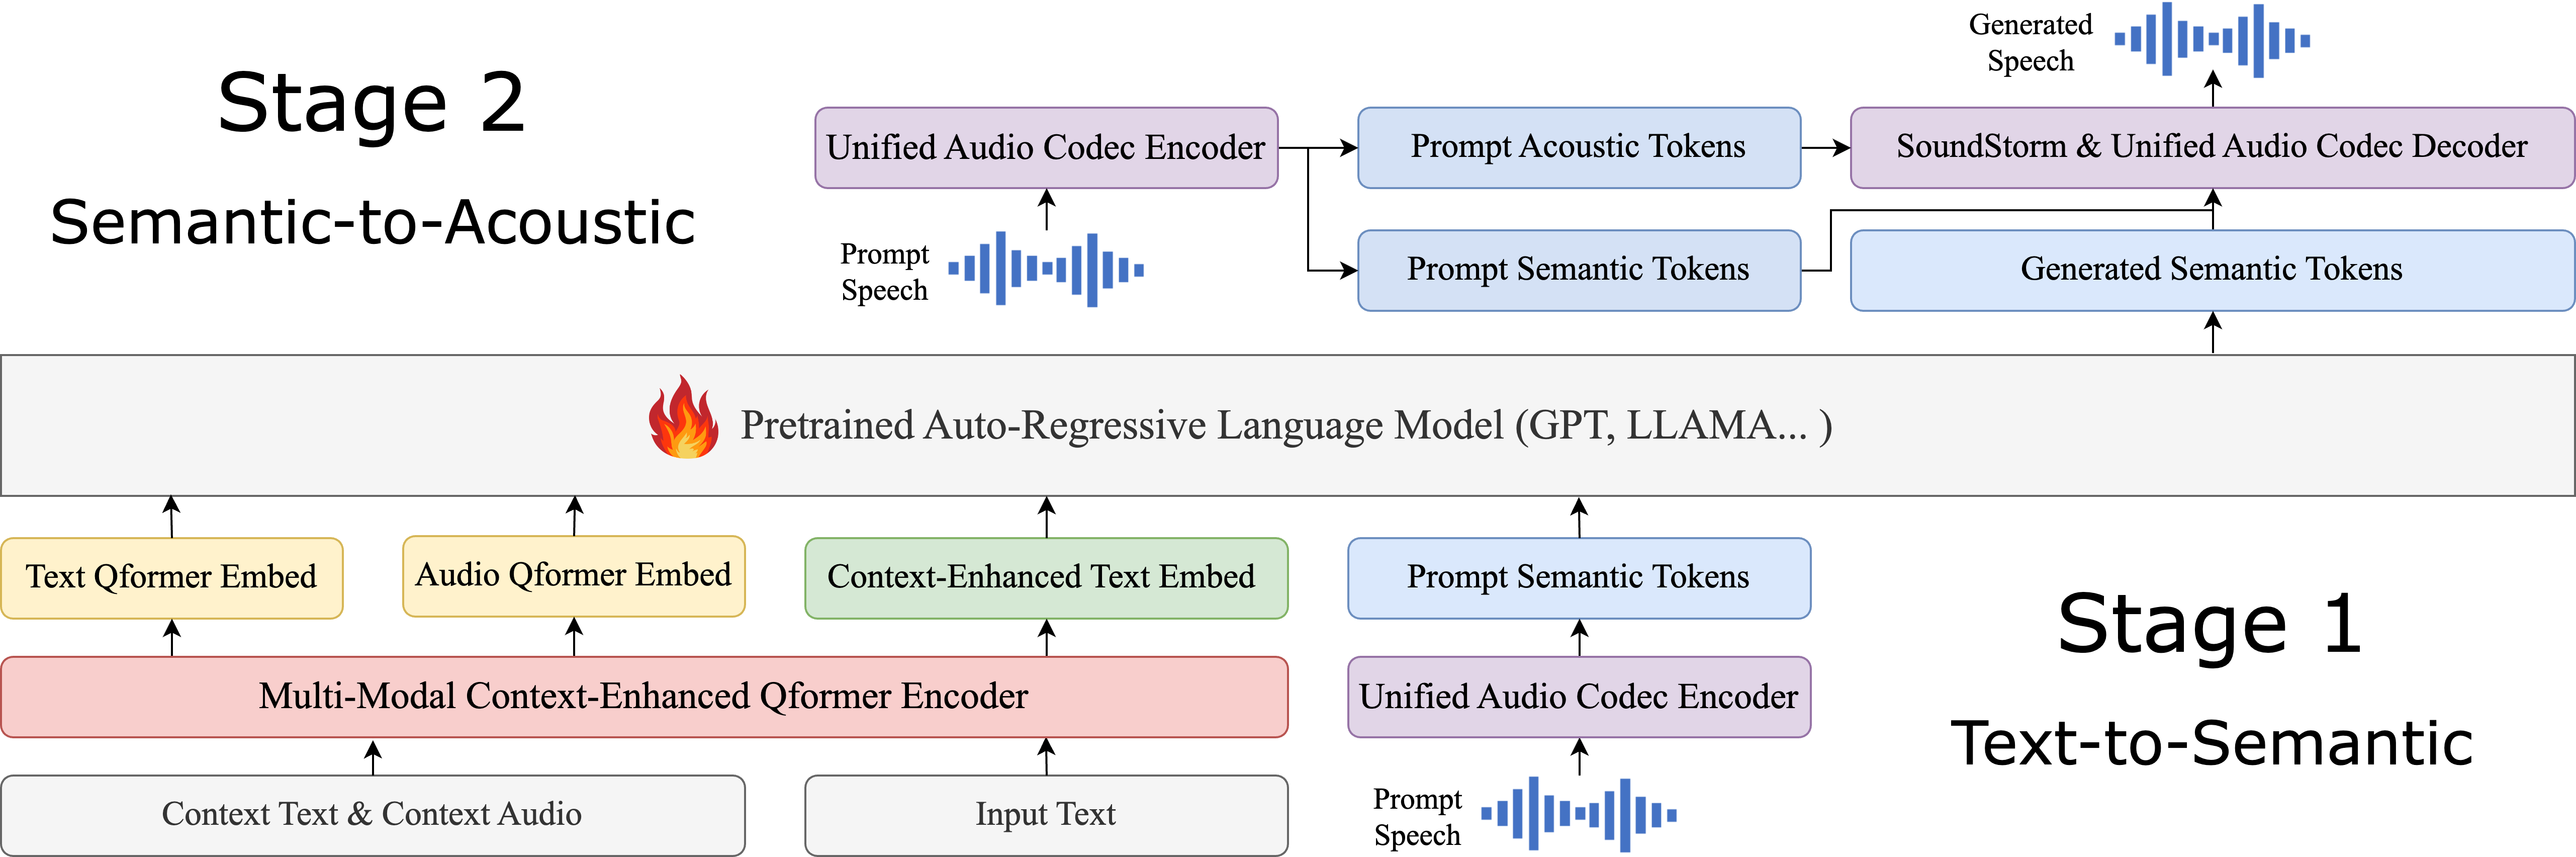 Stage 2
Semantic-to-Acoustic
Generated
Speech
Unified Audio Codec Encoder
Prompt Acoustic Tokens
SoundStorm & Unified Audio Codec Decoder
Prompt
Speech
Prompt Semantic Tokens
Generated Semantic Tokens
Pretrained Auto-Regressive Language Model (GPT, LLAMA... )
Text Qformer Embed
Audio Qformer Embed
Context-Enhanced Text Embed
Prompt Semantic Tokens
Multi-Modal Context-Enhanced Qformer Encoder
Unified Audio Codec Encoder
Context Text & Context Audio
Input Text
Prompt
Speech
Stage 1
Text-to-Semantic